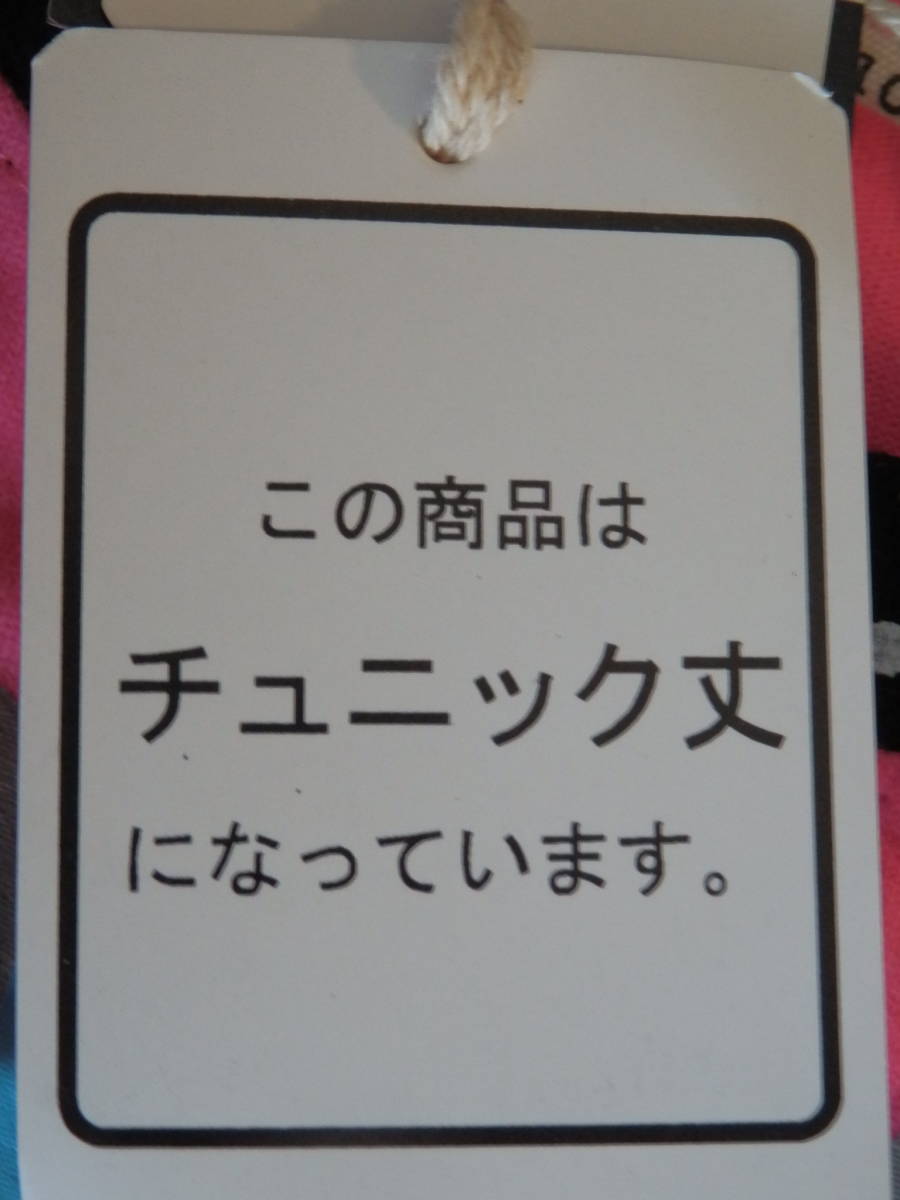 この商品は
チュニック丈
になっています。